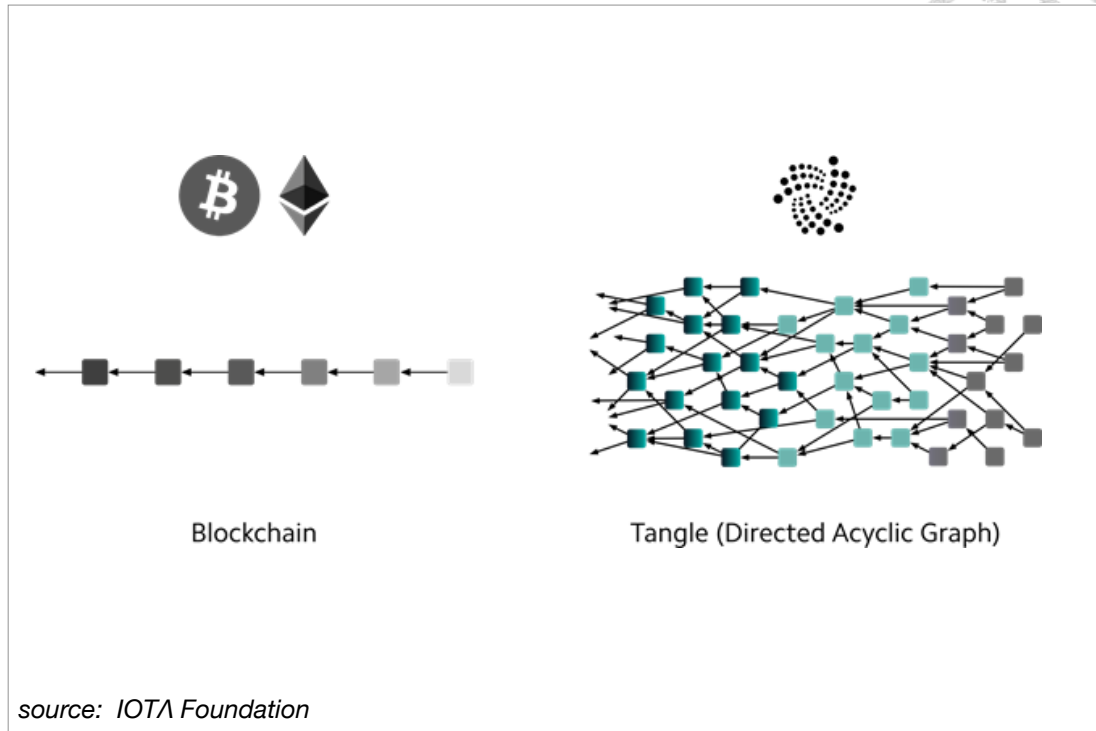 Blockchain
Tangle (Directed Acyclic Graph)
source: IOTΛ Foundation